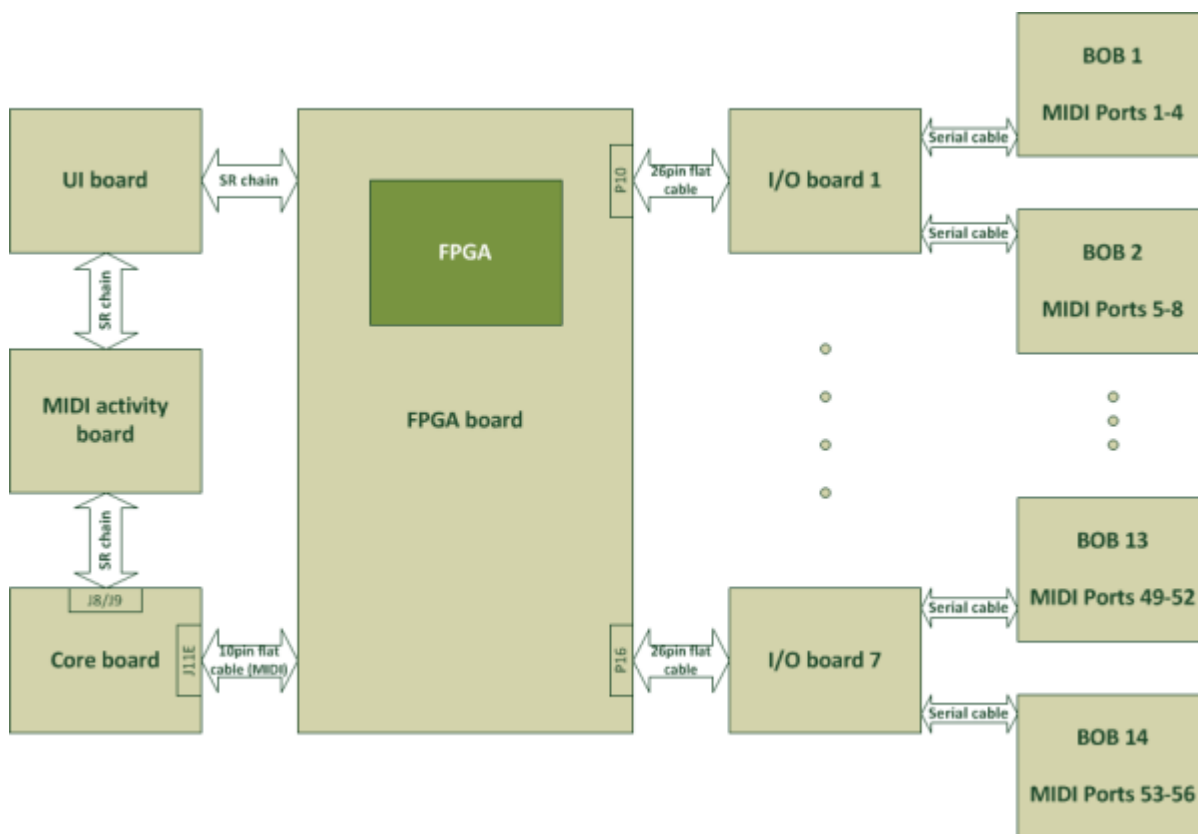 BOB 1
MIDI Ports 1-4
UI board
SR chain
P10
26pin flat
cable
I/O board 1
Serial cable
Serial cable
FPGA
BOB 2
MIDI Ports 5-8
SR chain
MIDI activity
board
FPGA board
SR chain
J8/J9
Core board
J11E
10pin flat
cable (MIDI)
P16
26pin flat
cable
I/O board 7
Serial cable
Serial cable
BOB 13
MIDI Ports 49-52
BOB 14
MIDI Ports 53-56